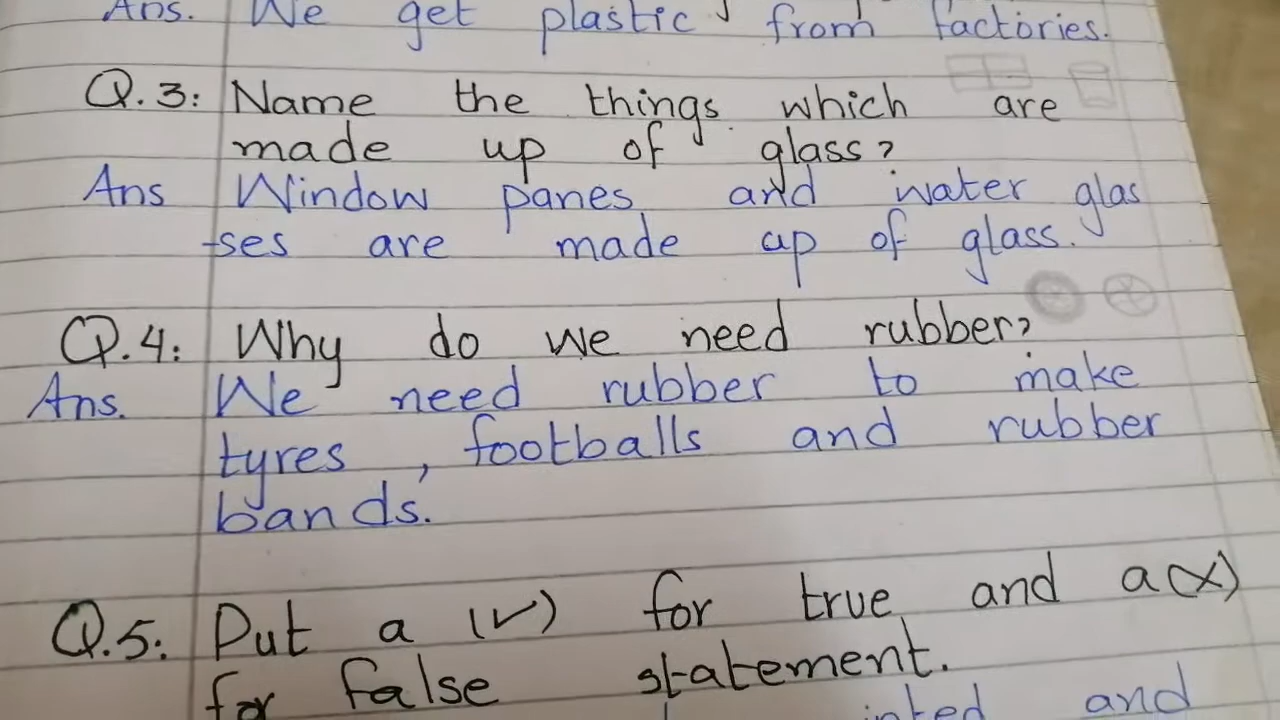 Ans. We get plastic from factories.
Q.3: Name the things which are
made up of glass?
Ans Window panes and water glas
-ses are made up of glass.
Q.4: Why do we need rubber?
Ans. We need rubber to make
tyres, footballs and rubber
bands.
Q.5: Put a (✓) for true and a (x)
for false statement.
and